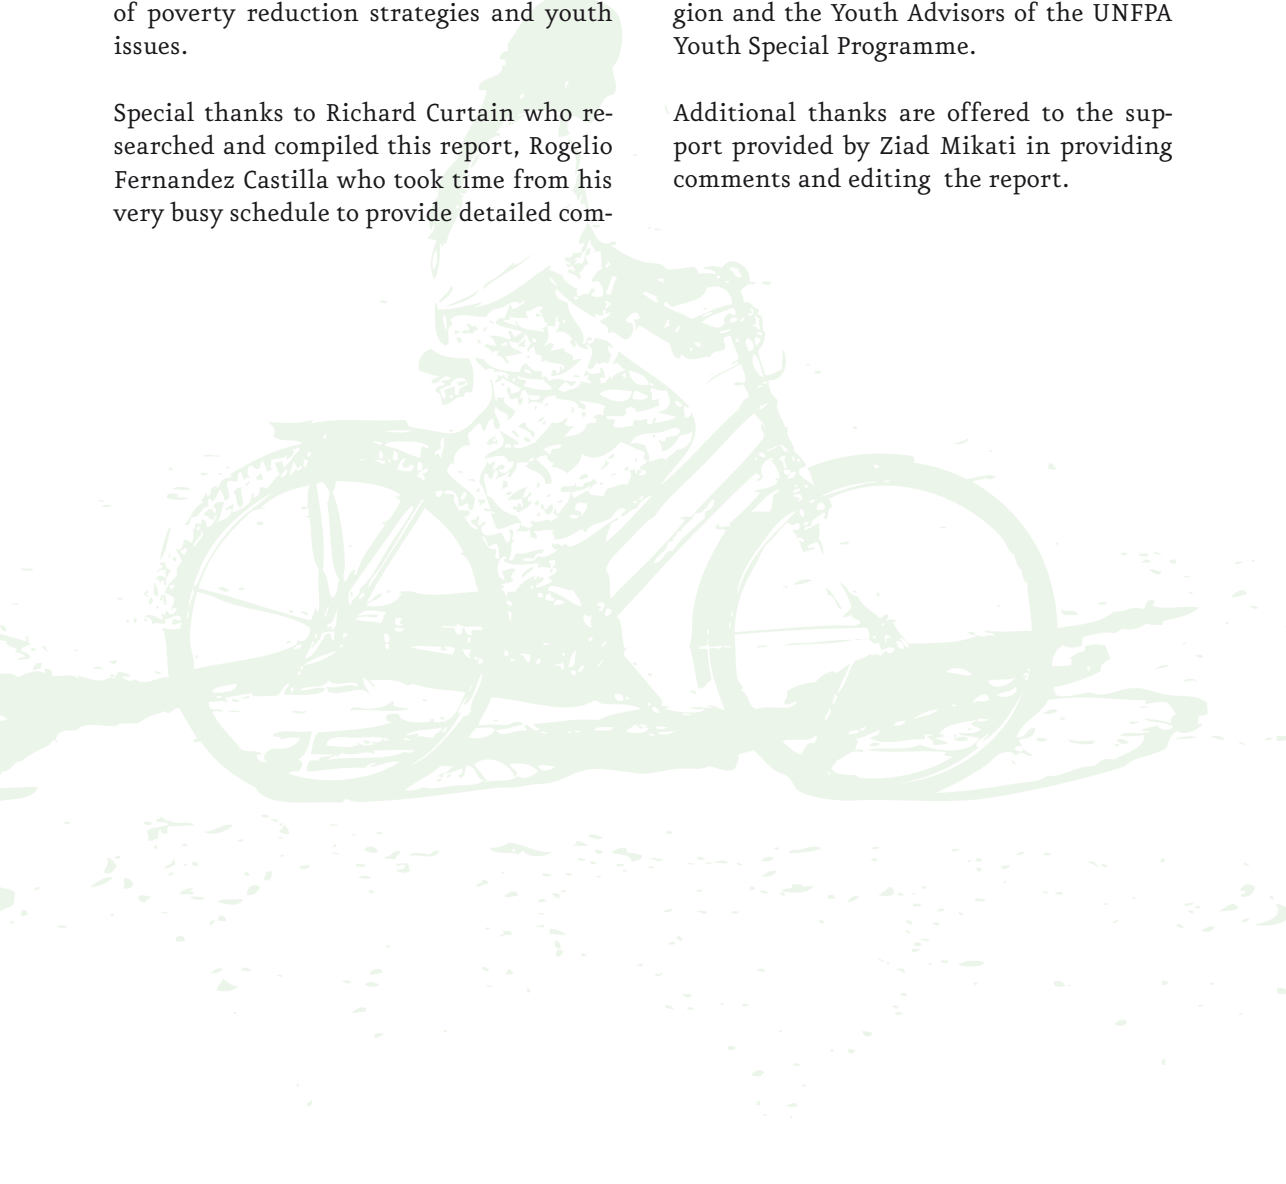 of poverty reduction strategies and youth
issues.
Special thanks to Richard Curtain who re-
searched and compiled this report, Rogelio
Fernandez Castilla who took time from his
very busy schedule to provide detailed com-
gion and the Youth Advisors of the UNFPA
Youth Special Programme.
Additional thanks are offered to the sup-
port provided by Ziad Mikati in providing
comments and editing  the report.